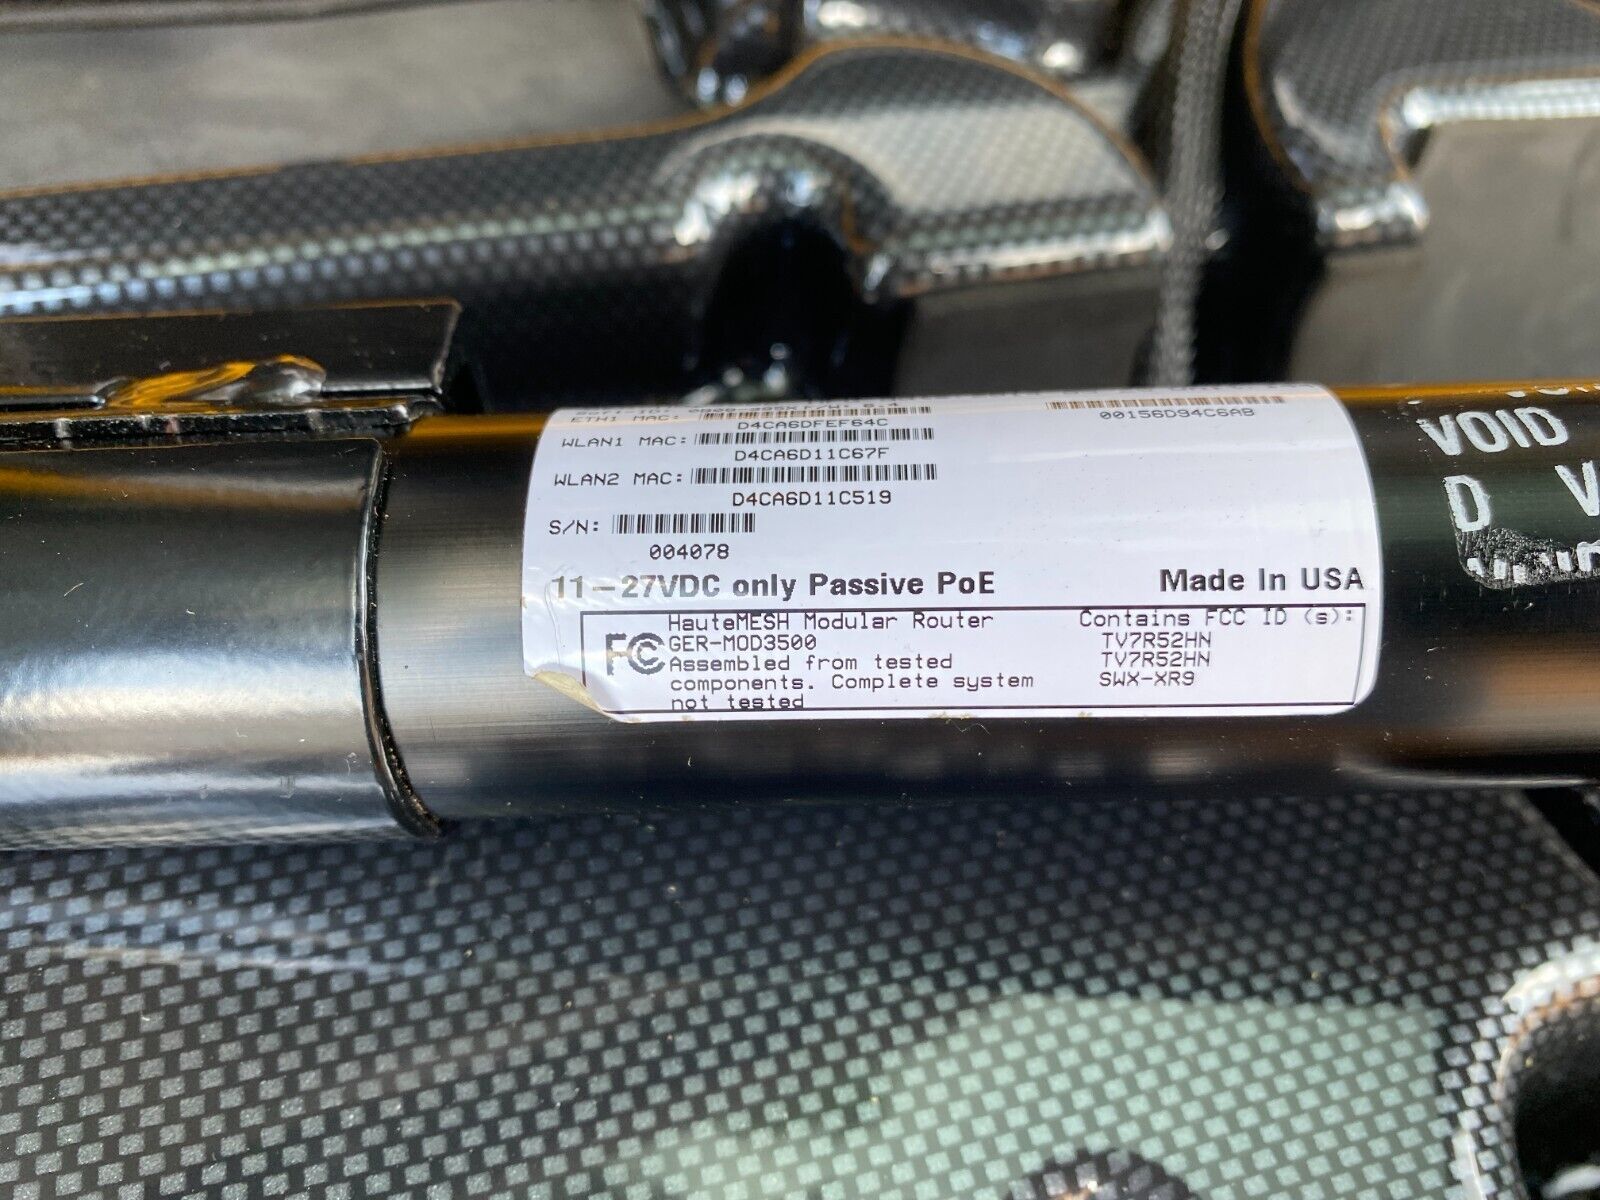 ETH1 MAC:
D4CA6DFEF64C
00156D94C6AB
WLAN1 MAC:
D4CA6D11C67F
WLAN2 MAC:
D4CA6D11C519
S/N:
004078
11-27VDC only Passive PoE
Made In USA
FC
HauteMESH Modular Router
GER-MOD3500
Assembled from tested
components. Complete system
not tested
Contains FCC ID (s):
TV7R52HN
TV7R52HN
SWX-XR9
VOID
D V